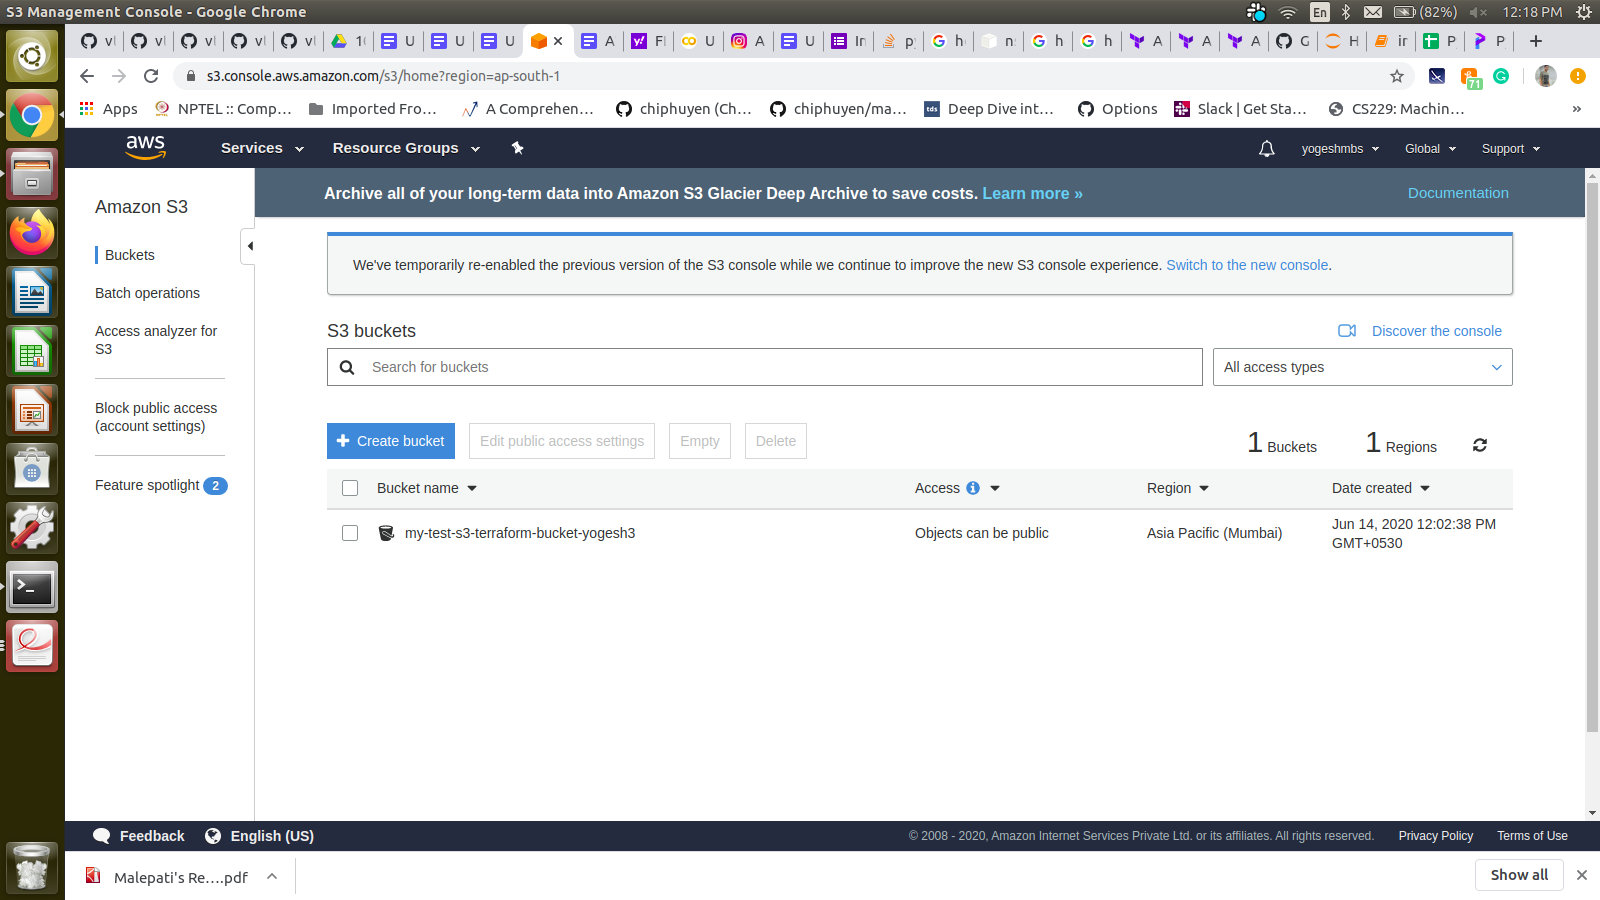 S3 Management Console - Google Chrome
En
(82%)
12:18 PM
s3.console.aws.amazon.com/s3/home?region=ap-south-1
71
Apps
NPTEL :: Comp...
Imported Fro...
A Comprehen...
chiphuyen (Ch...
chiphuyen/ma...
tds
Deep Dive int...
Options
Slack | Get Sta...
CS229: Machin...
»
aws
Services
Resource Groups
yogeshmbs
Global
Support
Amazon S3
Buckets
Batch operations
Access analyzer for
S3
Block public access
(account settings)
Feature spotlight 2
Archive all of your long-term data into Amazon S3 Glacier Deep Archive to save costs. Learn more »
Documentation
We've temporarily re-enabled the previous version of the S3 console while we continue to improve the new S3 console experience. Switch to the new console.
S3 buckets
Discover the console
Search for buckets
All access types
Create bucket
Edit public access settings
Empty
Delete
1 Buckets
1 Regions
Bucket name
Access
Region
Date created
my-test-s3-terraform-bucket-yogesh3
Objects can be public
Asia Pacific (Mumbai)
Jun 14, 2020 12:02:38 PM
GMT+0530
Feedback
English (US)
© 2008 - 2020, Amazon Internet Services Private Ltd. or its affiliates. All rights reserved.
Privacy Policy
Terms of Use
Malepati's Re....pdf
Show all